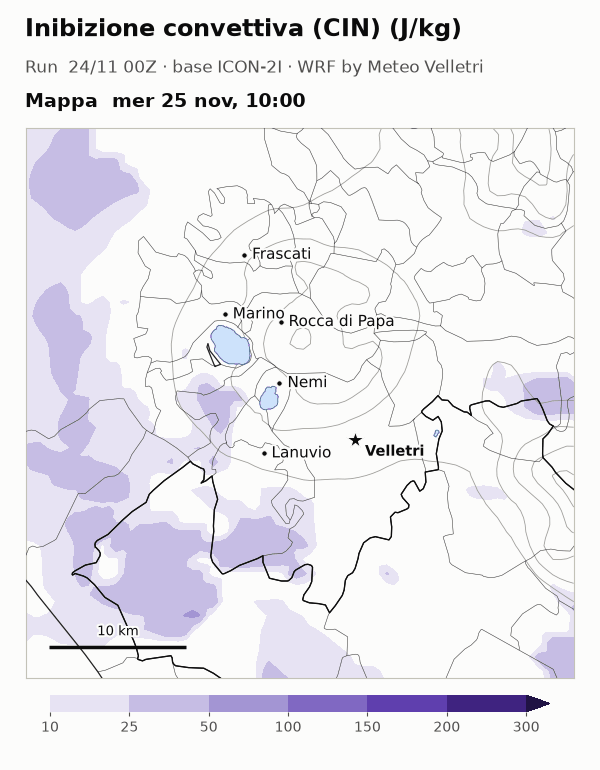 Inibizione convettiva (CIN) (J/kg)
Run  24/11 00Z · base ICON-2I · WRF by Meteo Velletri
Mappa  mer 25 nov, 10:00
Frascati
Marino
Rocca di Papa
Nemi
Velletri
Lanuvio
10 km
10 25 50 100 150 200 300